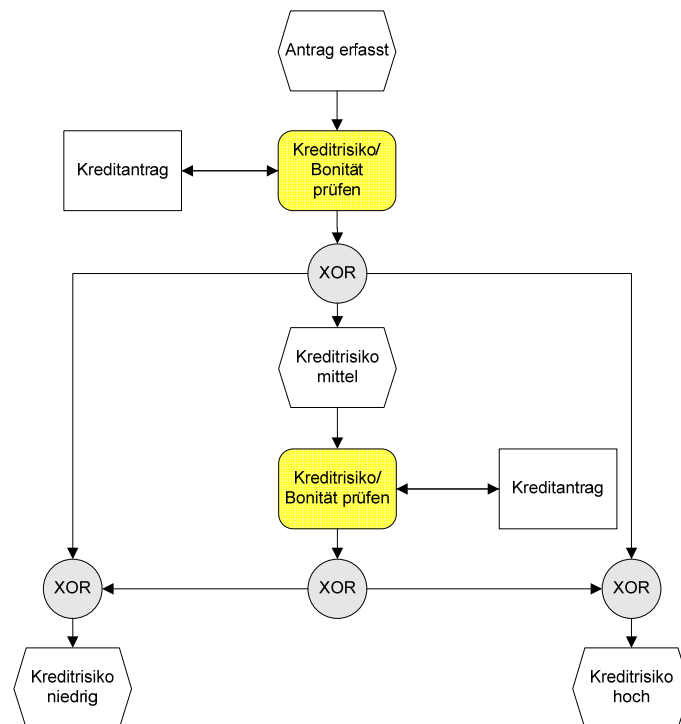 Antrag erfasst
Kreditantrag
Kreditrisiko/
Bonität
prüfen
XOR
Kreditrisiko
mittel
Kreditrisiko/
Bonität prüfen
Kreditantrag
XOR
XOR
XOR
Kreditrisiko
niedrig
Kreditrisiko
hoch